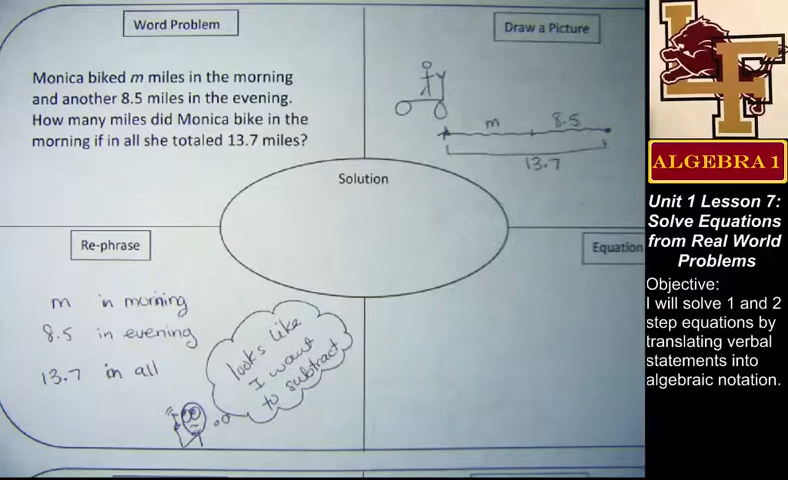 Word Problem
Monica biked m miles in the morning
and another 8.5 miles in the evening.
How many miles did Monica bike in the
morning if in all she totaled 13.7 miles?
Draw a Picture
m 8.5
13.7
Solution
Re-phrase
m in morning
8.5 in evening
13.7 in all
looks like
I want
to subtract
Equation
LF
ALGEBRA 1
Unit 1 Lesson 7:
Solve Equations
from Real World
Problems
Objective:
I will solve 1 and 2
step equations by
translating verbal
statements into
algebraic notation.